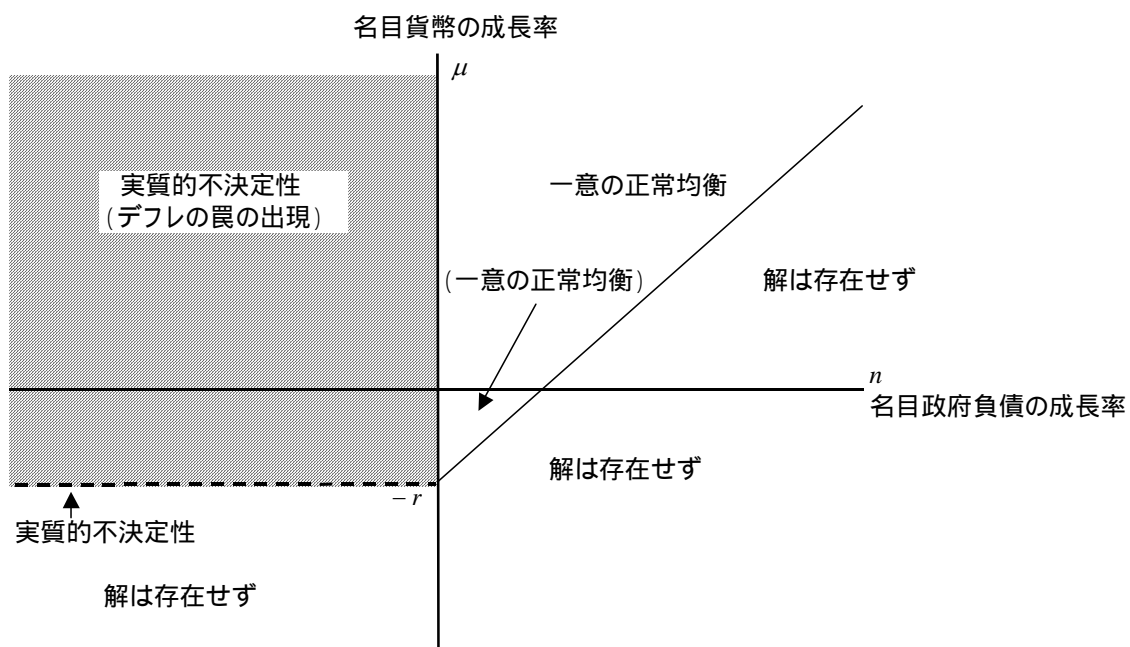 名目貨幣の成長率
μ
実質的不決定性
(デフレの罠の出現)
一意の正常均衡
(一意の正常均衡)
解は存在せず
n
名目政府負債の成長率
解は存在せず
– r
実質的不決定性
解は存在せず